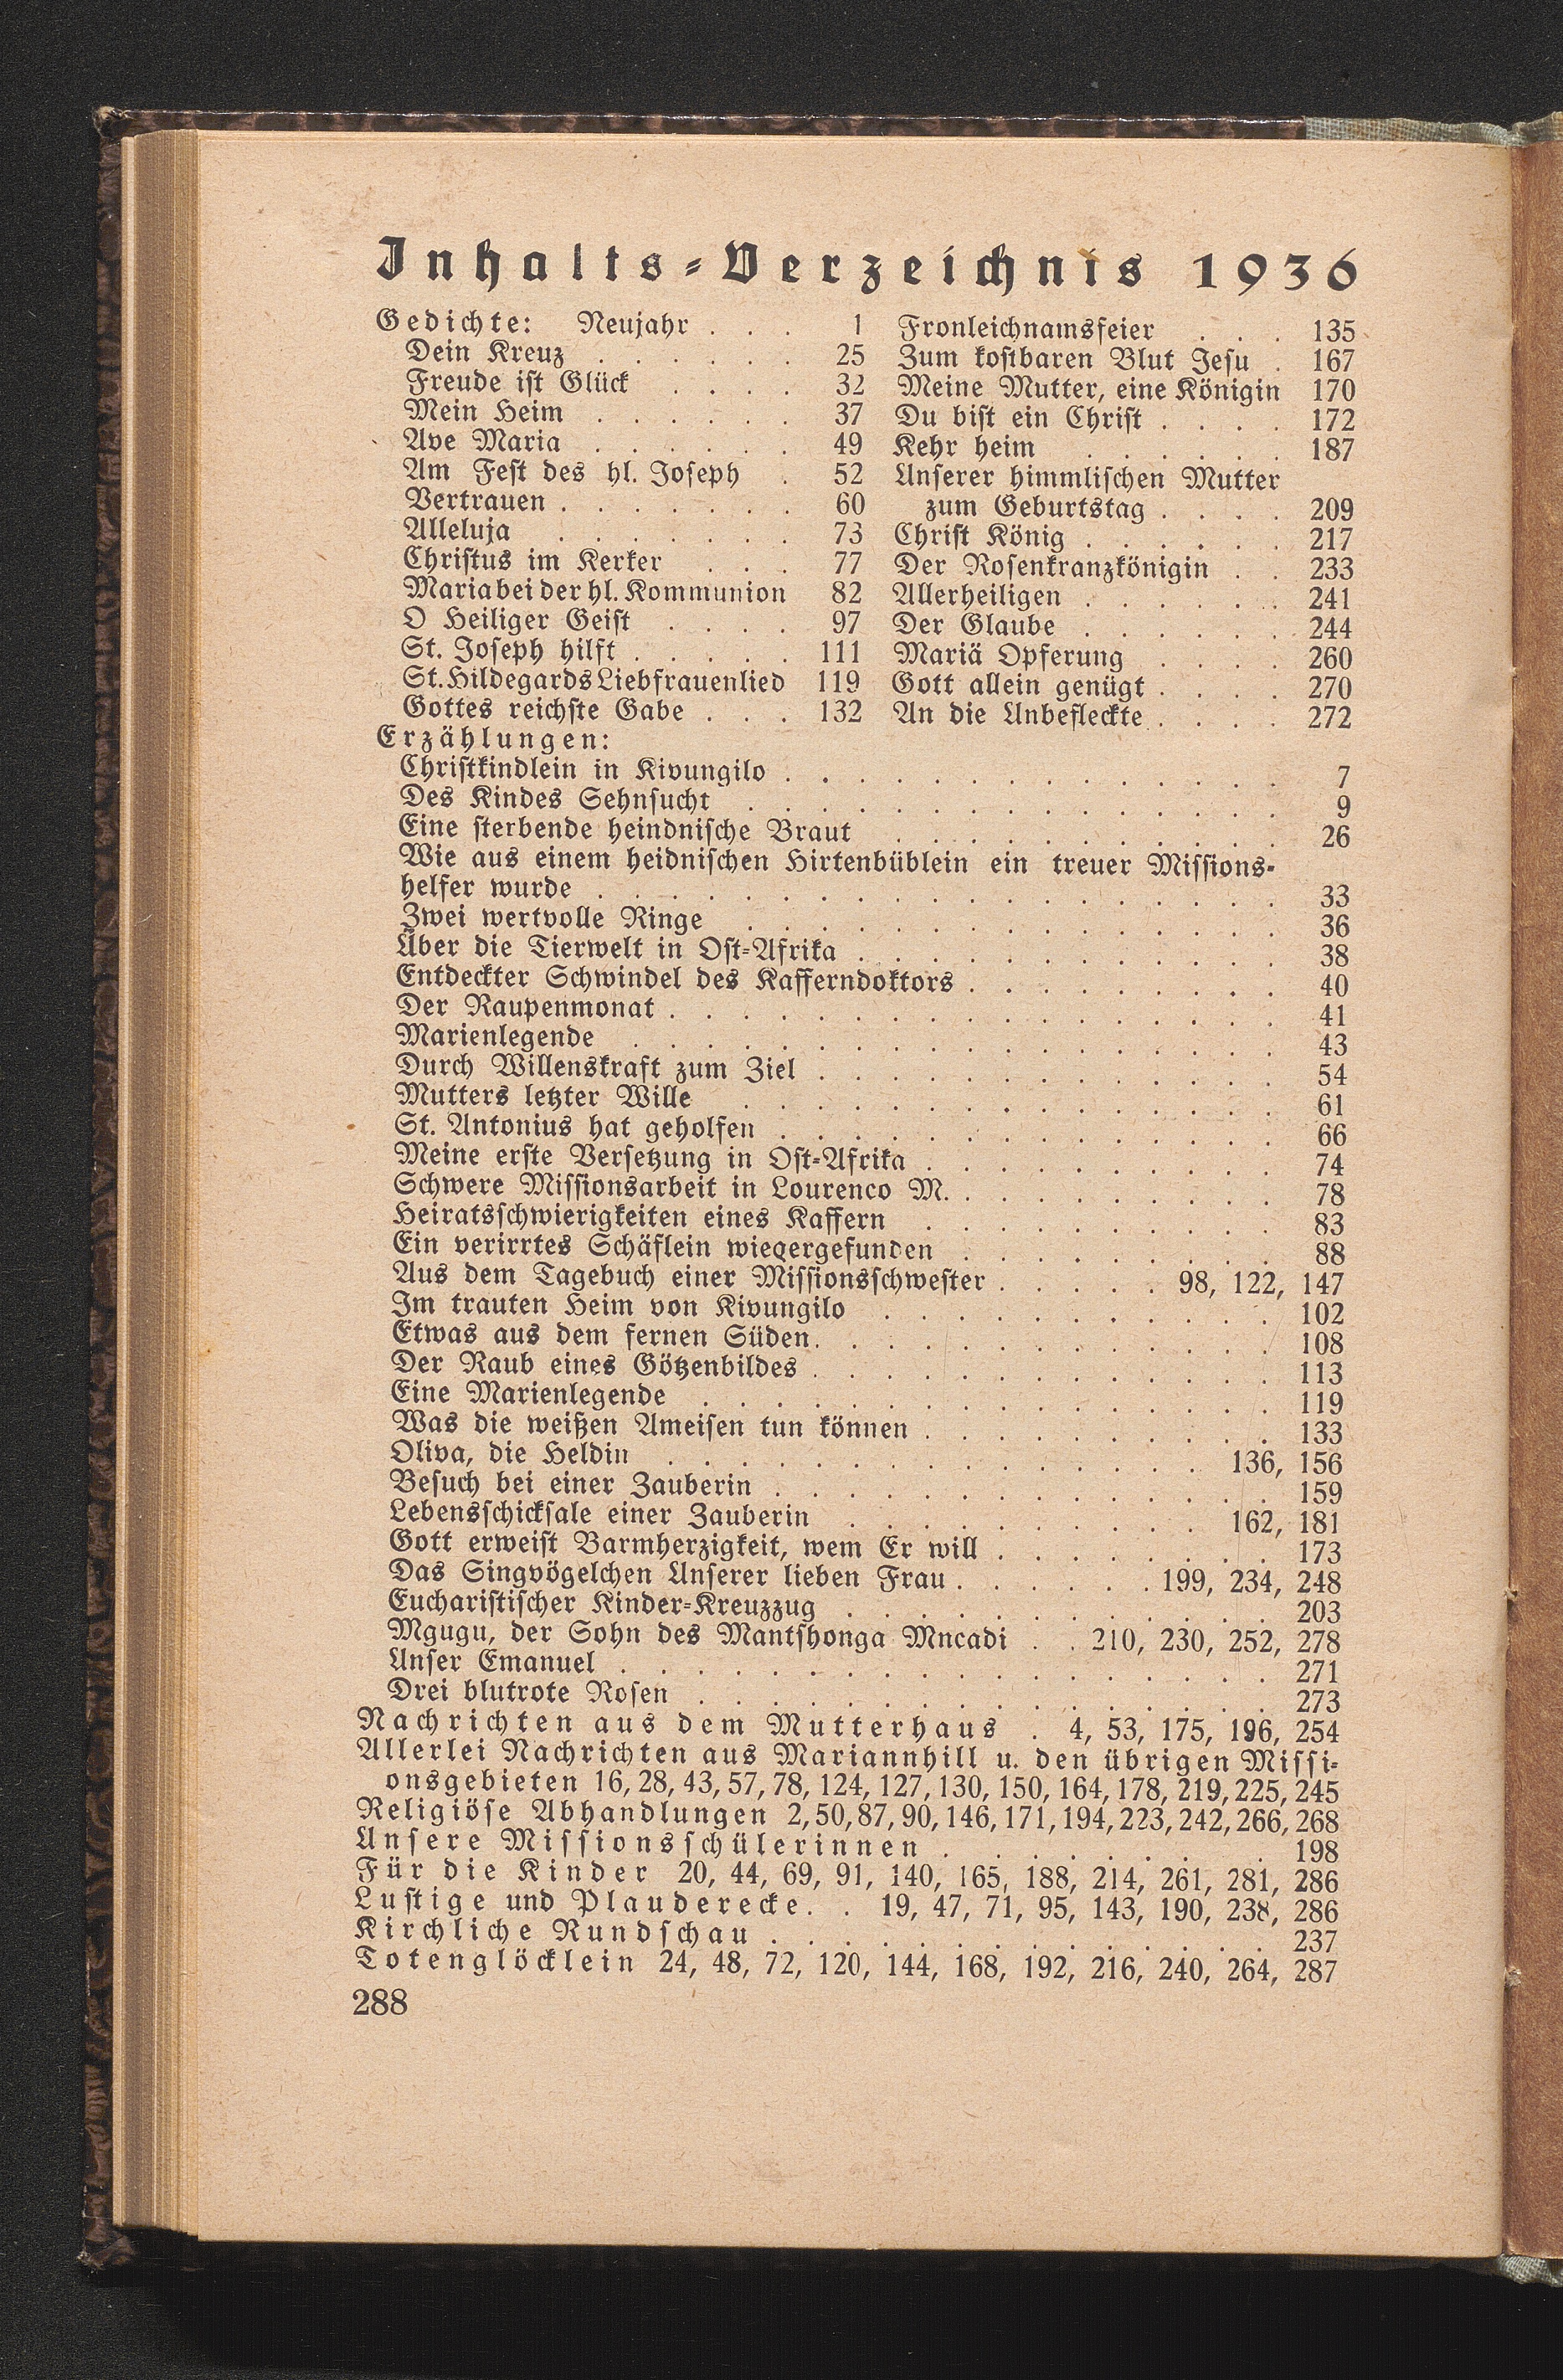 Inhalts-Verzeichnis 1936
Gedichte: Neujahr . . . 1
Dein Kreuz . . . . . . 25
Freude ist Glück . . . . 32
Mein Heim . . . . . . 37
Ave Maria . . . . . . 49
Am Fest des hl. Joseph . 52
Vertrauen . . . . . . . 60
Alleluja . . . . . . . 73
Christus im Kerker . . . 77
Maria bei der hl. Kommunion 82
O Heiliger Geist . . . . 97
St. Joseph hilft . . . . . 111
St. Hildegards Liebfrauenlied 119
Gottes reichste Gabe . . . 132
Fronleichnamsfeier . . . 135
Zum kostbaren Blut Jesu . 167
Meine Mutter, eine Königin 170
Du bist ein Christ . . . . 172
Kehr heim . . . . . . 187
Unserer himmlischen Mutter
zum Geburtstag . . . . 209
Christ König . . . . . . 217
Der Rosenkranzkönigin . . 233
Allerheiligen . . . . . . 241
Der Glaube . . . . . . 244
Mariä Opferung . . . . 260
Gott allein genügt . . . . 270
An die Unbefleckte . . . . 272
Erzählungen:
Christkindlein in Kivungilo . . . . . . . . . . . . . . 7
Des Kindes Sehnsucht . . . . . . . . . . . . . . . 9
Eine sterbende heindnische Braut . . . . . . . . . . . 26
Wie aus einem heidnischen Hirtenbüblein ein treuer Missions-
helfer wurde . . . . . . . . . . . . . . . . . . . 33
Zwei wertvolle Ringe . . . . . . . . . . . . . . . 36
Über die Tierwelt in Ost-Afrika . . . . . . . . . . . . 38
Entdeckter Schwindel des Kafferndoktors . . . . . . . . . 40
Der Raupenmonat . . . . . . . . . . . . . . . . . 41
Marienlegende . . . . . . . . . . . . . . . . . . 43
Durch Willenskraft zum Ziel . . . . . . . . . . . . . 54
Mutters letzter Wille . . . . . . . . . . . . . . . 61
St. Antonius hat geholfen . . . . . . . . . . . . . . 66
Meine erste Versetzung in Ost-Afrika . . . . . . . . . . 74
Schwere Missionsarbeit in Lourenco M. . . . . . . . . . 78
Heiratsschwierigkeiten eines Kaffern . . . . . . . . . . 83
Ein verirrtes Schäflein wiedergefunden . . . . . . . . . 88
Aus dem Tagebuch einer Missionsschwester . . . . . 98, 122, 147
Im trauten Heim von Kivungilo . . . . . . . . . . . 102
Etwas aus dem fernen Süden . . . . . . . . . . . . . 108
Der Raub eines Götzenbildes . . . . . . . . . . . . . 113
Eine Marienlegende . . . . . . . . . . . . . . . . 119
Was die weißen Ameisen tun können . . . . . . . . . . 133
Oliva, die Heldin . . . . . . . . . . . . . . . 136, 156
Besuch bei einer Zauberin . . . . . . . . . . . . . . 159
Lebensschicksale einer Zauberin . . . . . . . . . . 162, 181
Gott erweist Barmherzigkeit, wem Er will . . . . . . . . 173
Das Singvögelchen Unserer lieben Frau . . . . . . 199, 234, 248
Eucharistischer Kinder-Kreuzzug . . . . . . . . . . . . 203
Mgugu, der Sohn des Mantshonga Mncadi . . 210, 230, 252, 278
Unser Emanuel . . . . . . . . . . . . . . . . . . 271
Drei blutrote Rosen . . . . . . . . . . . . . . . . 273
Nachrichten aus dem Mutterhaus . 4, 53, 175, 196, 254
Allerlei Nachrichten aus Mariannhill u. den übrigen Missi-
onsgebieten 16, 28, 43, 57, 78, 124, 127, 130, 150, 164, 178, 219, 225, 245
Religiöse Abhandlungen 2, 50, 87, 90, 146, 171, 194, 223, 242, 266, 268
Unsere Missionsschülerinnen . . . . . . . . . 198
Für die Kinder 20, 44, 69, 91, 140, 165, 188, 214, 261, 281, 286
Lustige und Plauderecke . . 19, 47, 71, 95, 143, 190, 238, 286
Kirchliche Rundschau . . . . . . . . . . . . . . 237
Totenglöcklein 24, 48, 72, 120, 144, 168, 192, 216, 240, 264, 287
288